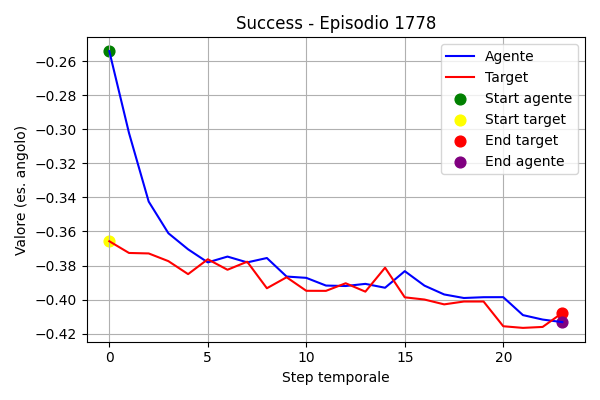 Success - Episodio 1778
Valore (es. angolo)
−0.26
−0.28
−0.30
−0.32
−0.34
−0.36
−0.38
−0.40
−0.42
Agente
Target
Start agente
Start target
End target
End agente
0
5
10
15
20
Step temporale